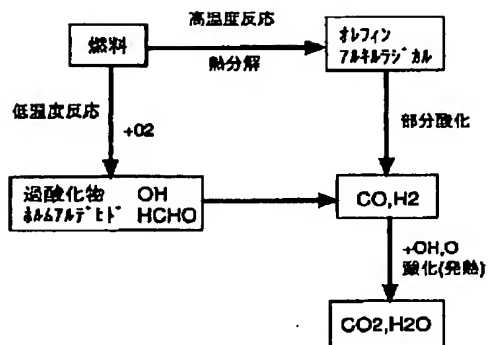 高温度反応
燃料
熱分解
オレフィン
アルキルラジカル
低温度反応
+O2
部分酸化
過酸化物 OH
ホルムアルデヒド HCHO
CO,H2
+OH,O
酸化(発熱)
CO2,H2O